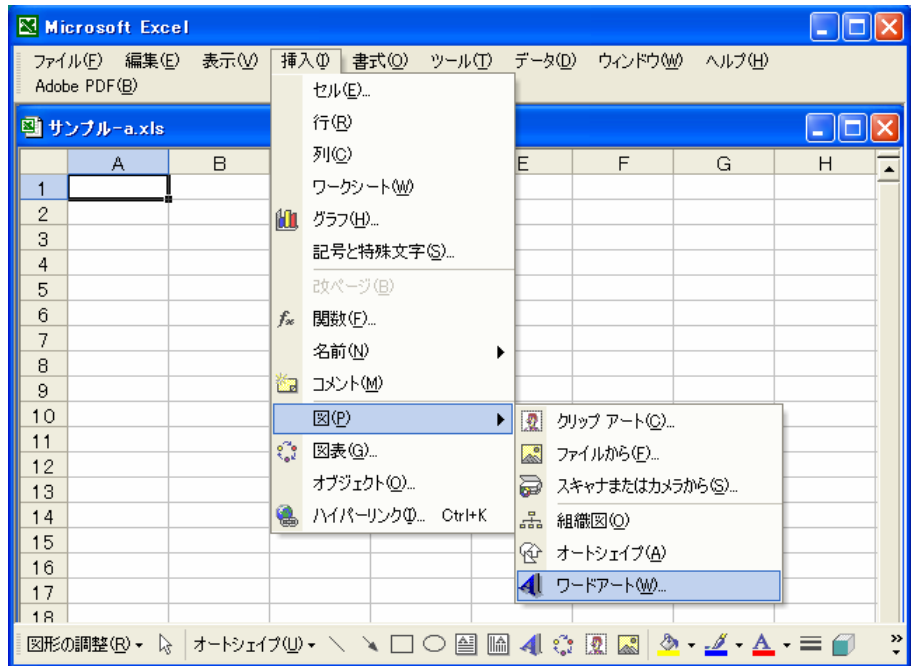 Microsoft Excel
ファイル(F) 編集(E) 表示(V) 挿入(I) 書式(O) ツール(T) データ(D) ウィンドウ(W) ヘルプ(H)
Adobe PDF(B)
サンプル-a.xls
A B E F G H
1
2
3
4
5
6
7
8
9
10
11
12
13
14
15
16
17
18
セル(E)...
行(R)
列(C)
ワークシート(W)
グラフ(H)...
記号と特殊文字(S)...
改ページ(B)
fx 関数(F)...
名前(N)
コメント(M)
図(P)
図表(G)...
オブジェクト(O)...
ハイパーリンク(I)... Ctrl+K
クリップ アート(C)...
ファイルから(F)...
スキャナまたはカメラから(S)...
組織図(O)
オートシェイプ(A)
ワードアート(W)...
図形の調整(R) オートシェイプ(U)